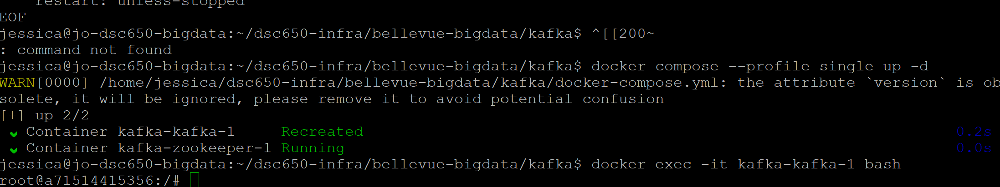 restart: unless-stopped
EOF
jessica@jo-dsc650-bigdata:~/dsc650-infra/bellevue-bigdata/kafka$ ^[[200~
: command not found
jessica@jo-dsc650-bigdata:~/dsc650-infra/bellevue-bigdata/kafka$ docker compose --profile single up -d
WARN[0000] /home/jessica/dsc650-infra/bellevue-bigdata/kafka/docker-compose.yml: the attribute `version` is ob
solete, it will be ignored, please remove it to avoid potential confusion
[+] up 2/2
✔ Container kafka-kafka-1 Recreated 0.2s
✔ Container kafka-zookeeper-1 Running 0.0s
jessica@jo-dsc650-bigdata:~/dsc650-infra/bellevue-bigdata/kafka$ docker exec -it kafka-kafka-1 bash
root@a71514415356:/#